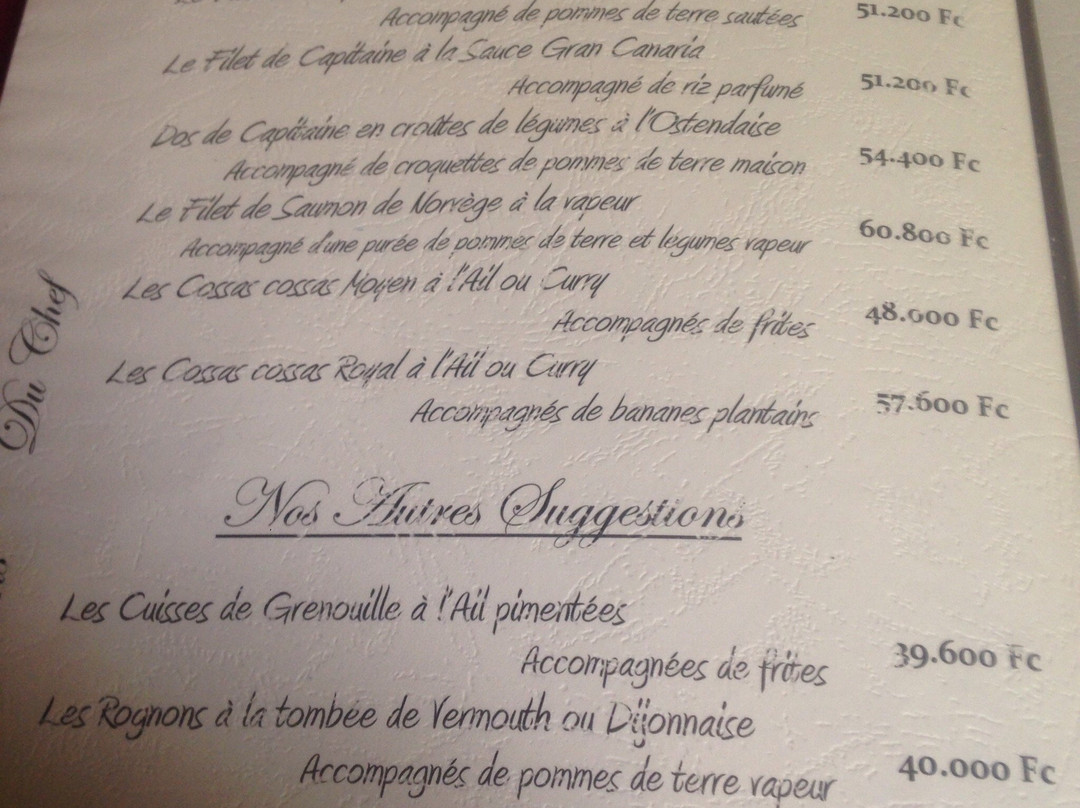 Accompagné de pommes de terre sautées 51.200 Fc
Le Filet de Capitaine à la Sauce Gran Canaria
Accompagné de riz parfumé 51.200 Fc
Dos de Capitaine en croûtes de légumes à l'Ostendaise
Accompagné de croquettes de pommes de terre maison 54.400 Fc
Le Filet de Saumon de Norvège à la vapeur
Accompagné d'une purée de pommes de terre et légumes vapeur 60.800 Fc
Les Cossas cossas Moyen à l'Ail ou Curry
Accompagnés de frites 48.000 Fc
Les Cossas cossas Royal à l'Ail ou Curry
Accompagnés de bananes plantains 57.600 Fc
Du Chef
Nos Autres Suggestions
Les Cuisses de Grenouille à l'Ail pimentées
Accompagnées de frites 39.600 Fc
Les Rognons à la tombée de Vermouth ou Dijonnaise
Accompagnés de pommes de terre vapeur 40.000 Fc